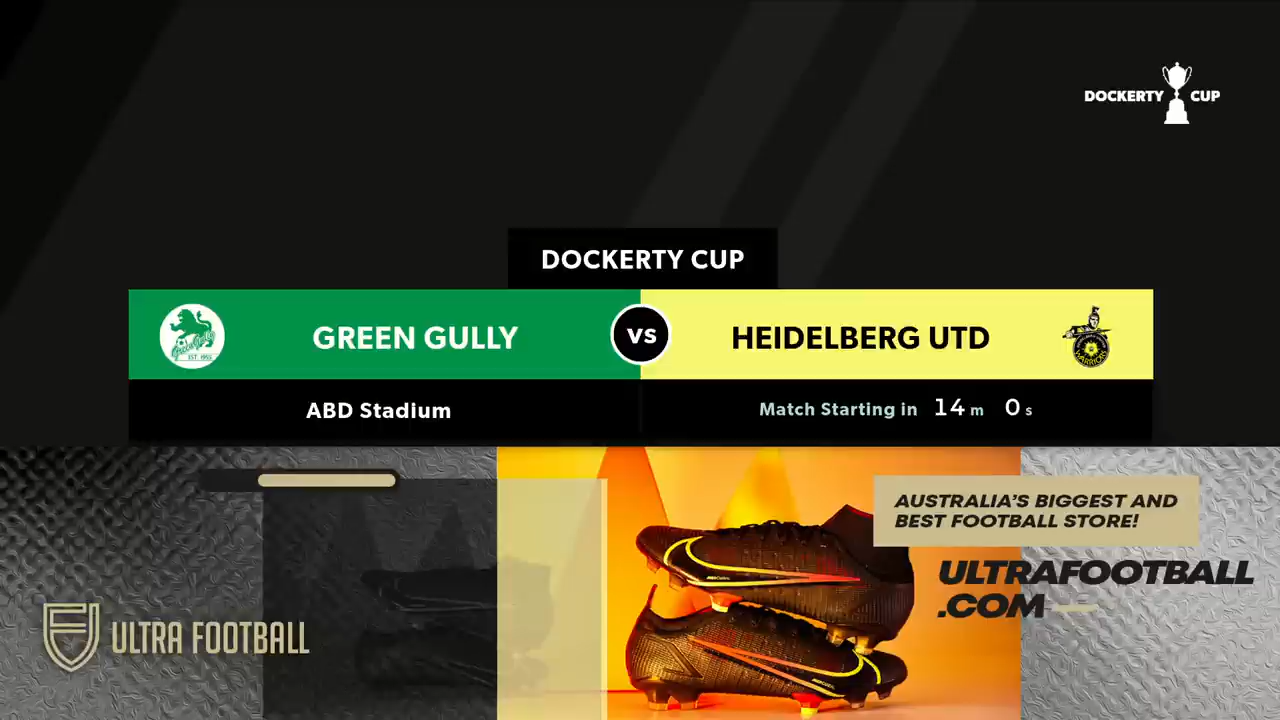 DOCKERTY CUP
DOCKERTY CUP
GREEN GULLY
VS
HEIDELBERG UTD
ABD Stadium
Match Starting in 14 m 0 s
AUSTRALIA'S BIGGEST AND
BEST FOOTBALL STORE!
ULTRAFOOTBALL
.COM
ULTRA FOOTBALL